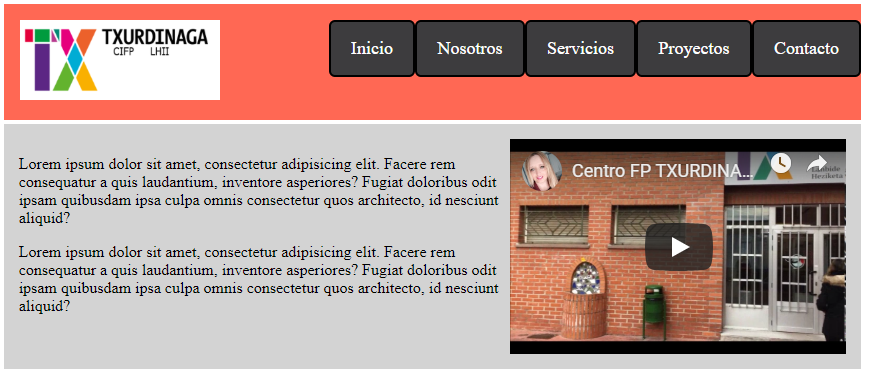 TXURDINAGA
CIFP LHII
Inicio
Nosotros
Servicios
Proyectos
Contacto
Lorem ipsum dolor sit amet, consectetur adipisicing elit. Facere rem
consequatur a quis laudantium, inventore asperiores? Fugiat doloribus odit
ipsam quibusdam ipsa culpa omnis consectetur quos architecto, id nesciunt
aliquid?
Lorem ipsum dolor sit amet, consectetur adipisicing elit. Facere rem
consequatur a quis laudantium, inventore asperiores? Fugiat doloribus odit
ipsam quibusdam ipsa culpa omnis consectetur quos architecto, id nesciunt
aliquid?
Centro FP TXURDINA...
Heziketa